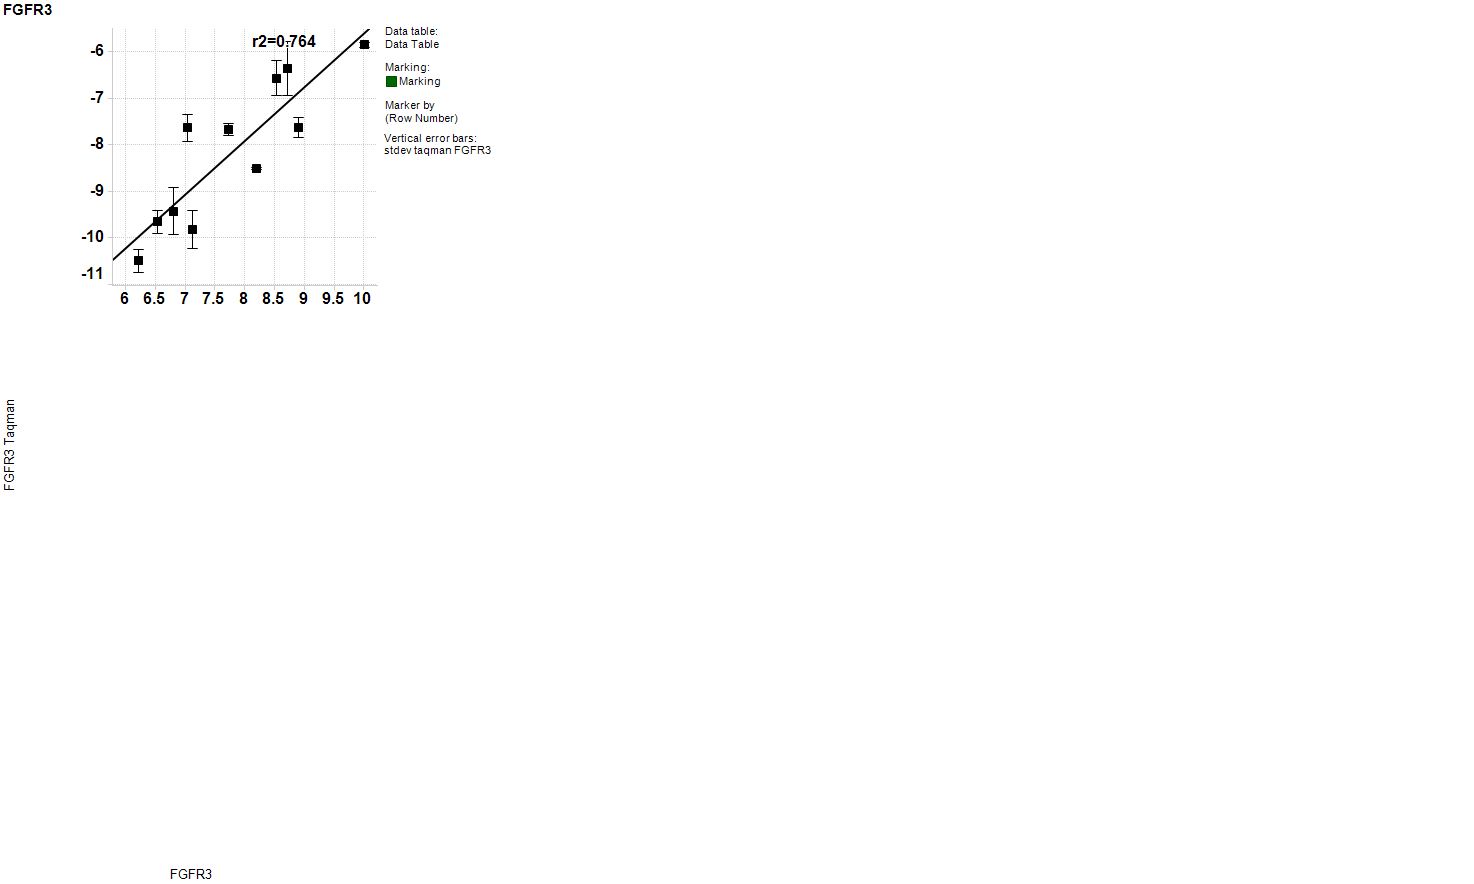 FGFR3
r2=0.764
-6
-7
-8
-9
-10
-11
6 6.5 7 7.5 8 8.5 9 9.5 10
Data table:
Data Table
Marking:
Marking
Marker by
(Row Number)
Vertical error bars:
stdev taqman FGFR3
FGFR3 Taqman
FGFR3